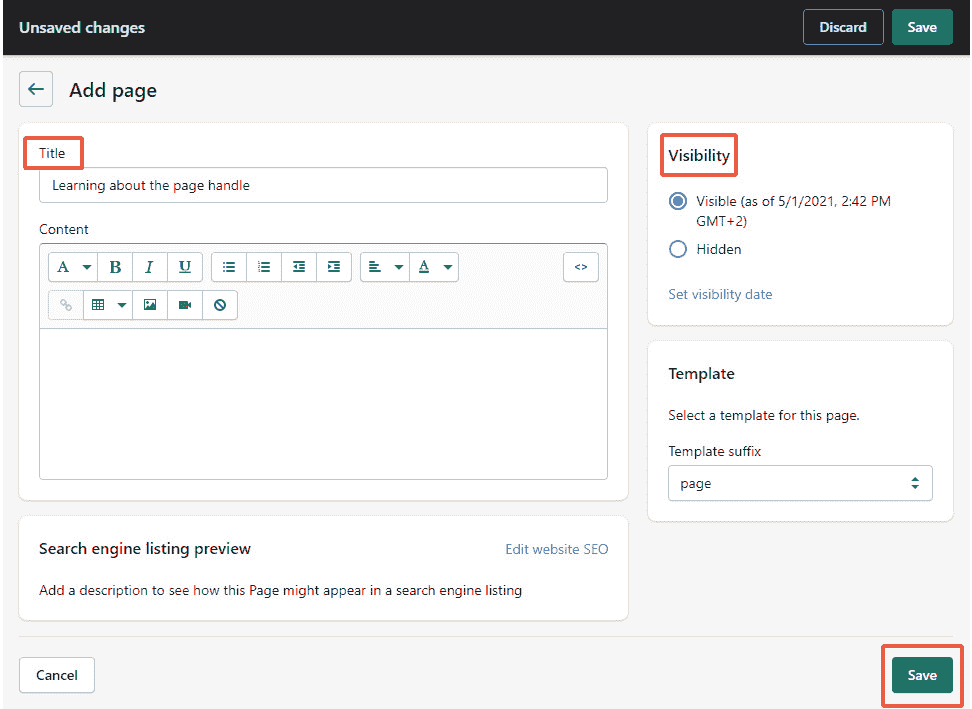 Unsaved changes
Discard
Save
Add page
Title
Learning about the page handle
Content
A
B
I
U
A
<>
Search engine listing preview
Edit website SEO
Add a description to see how this Page might appear in a search engine listing
Visibility
Visible (as of 5/1/2021, 2:42 PM
GMT+2)
Hidden
Set visibility date
Template
Select a template for this page.
Template suffix
page
Cancel
Save